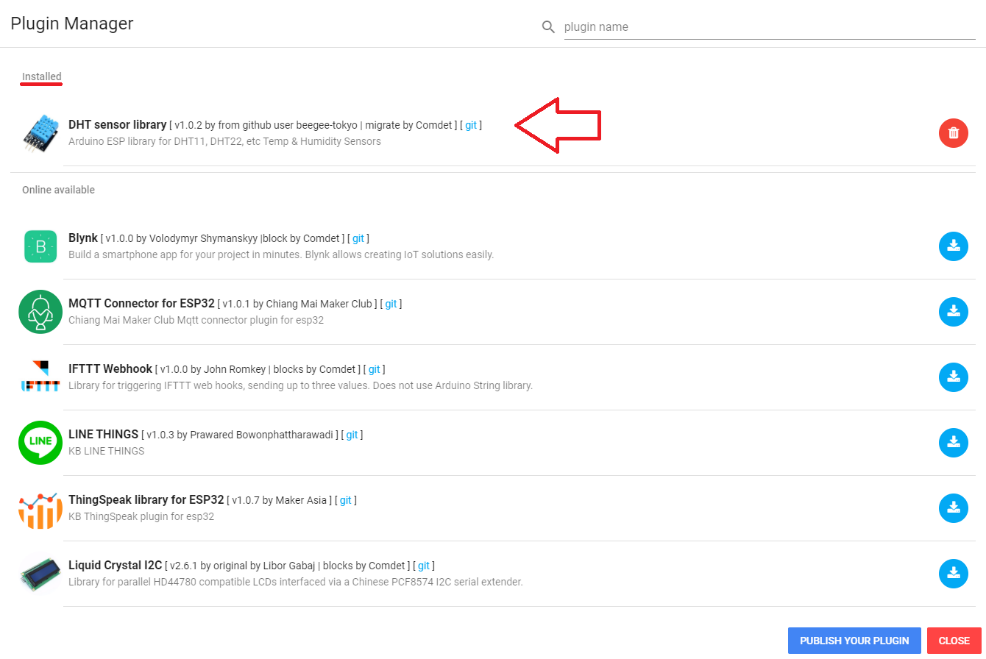 Plugin Manager
plugin name
Installed
DHT sensor library [ v1.0.2 by from github user beegee-tokyo | migrate by Comdet ] [ git ]
Arduino ESP library for DHT11, DHT22, etc Temp & Humidity Sensors
Online available
B
Blynk [ v1.0.0 by Volodymyr Shymanskyy |block by Comdet ] [ git ]
Build a smartphone app for your project in minutes. Blynk allows creating IoT solutions easily.
MQTT Connector for ESP32 [ v1.0.1 by Chiang Mai Maker Club ] [ git ]
Chiang Mai Maker Club Mqtt connector plugin for esp32
IFTTT
IFTTT Webhook [ v1.0.0 by John Romkey | blocks by Comdet ] [ git ]
Library for triggering IFTTT web hooks, sending up to three values. Does not use Arduino String library.
LINE
LINE THINGS [ v1.0.3 by Prawared Bowonphattharawadi ] [ git ]
KB LINE THINGS
ThingSpeak library for ESP32 [ v1.0.7 by Maker Asia ] [ git ]
KB ThingSpeak plugin for esp32
Liquid Crystal I2C [ v2.6.1 by original by Libor Gabaj | blocks by Comdet ] [ git ]
Library for parallel HD44780 compatible LCDs interfaced via a Chinese PCF8574 I2C serial extender.
PUBLISH YOUR PLUGIN
CLOSE